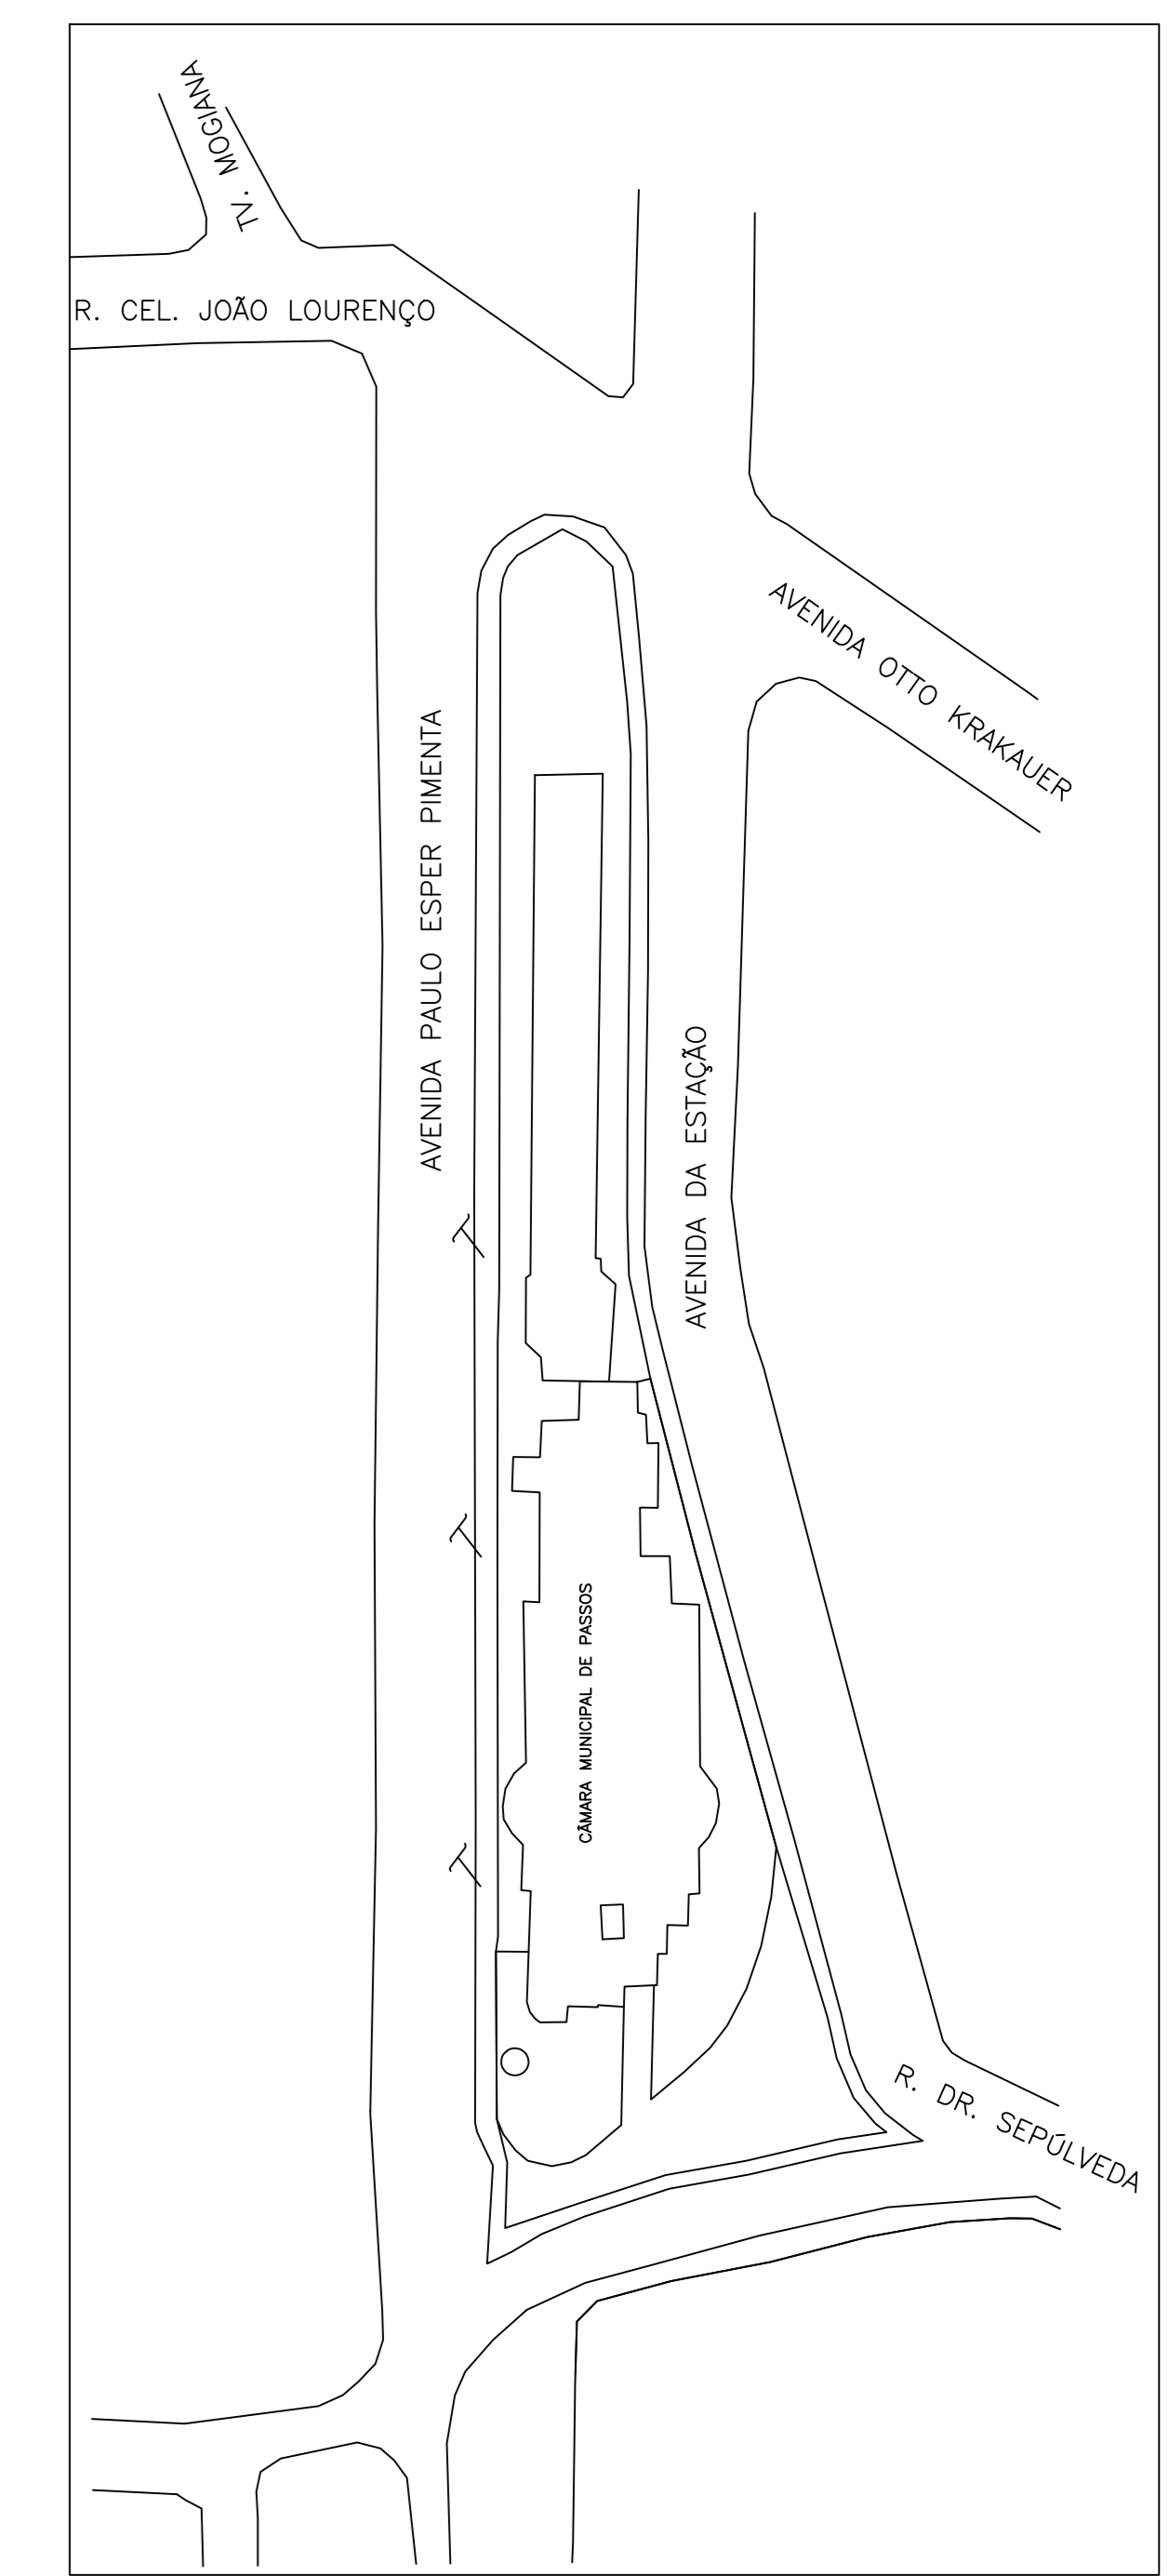 TV. MOGIANA
R. CEL. JOÃO LOURENÇO
AVENIDA OTTO KRAKAUER
AVENIDA PAULO ESPER PIMENTA
AVENIDA DA ESTAÇÃO
CÂMARA MUNICIPAL DE PASSOS
R. DR. SEPÚLVEDA